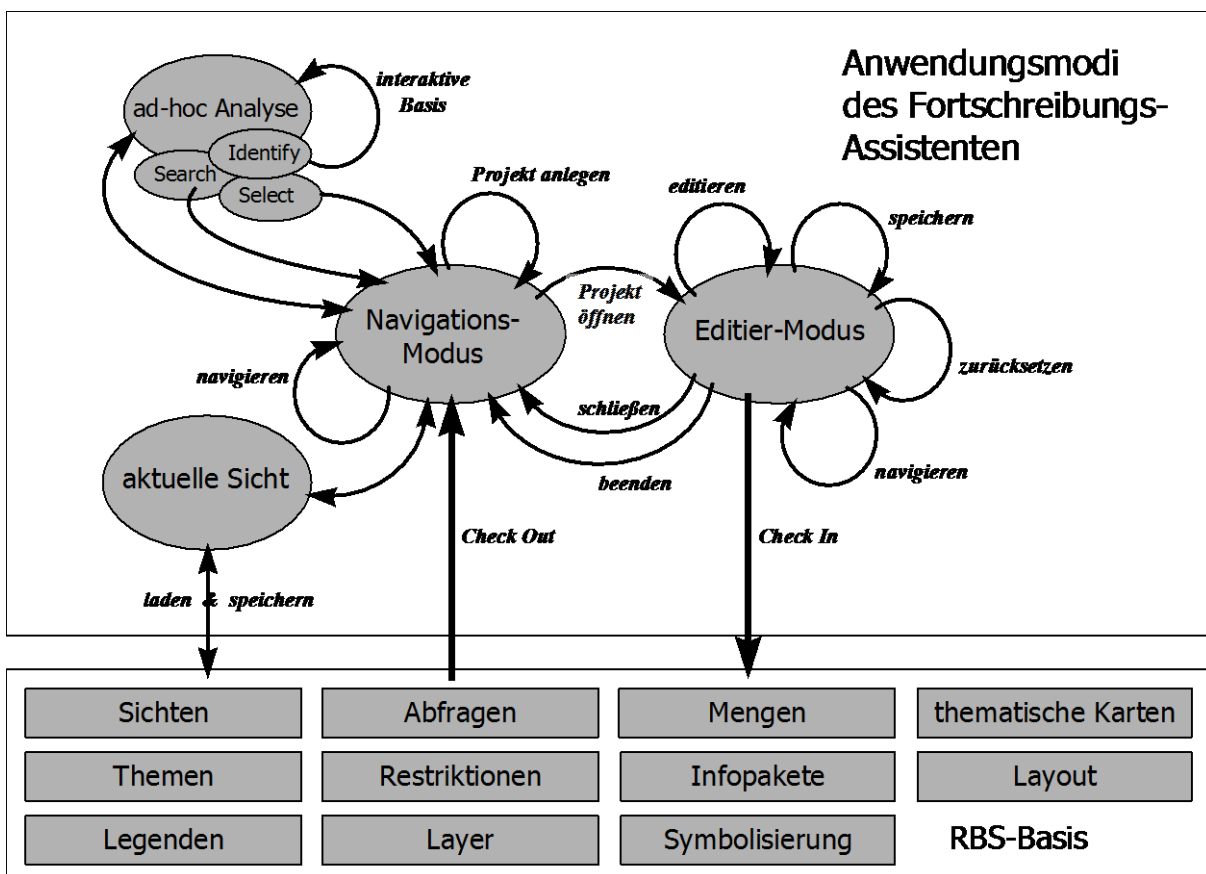 Anwendungsmodi
des Fortschreibungs-
Assistenten
ad-hoc Analyse
interaktive
Basis
Identify
Search
Select
Projekt anlegen
editieren
speichern
Projekt
öffnen
Navigations-
Modus
Editier-Modus
navigieren
zurücksetzen
schließen
aktuelle Sicht
beenden
navigieren
Check Out
Check In
laden & speichern
Sichten
Abfragen
Mengen
thematische Karten
Themen
Restriktionen
Infopakete
Layout
Legenden
Layer
Symbolisierung
RBS-Basis